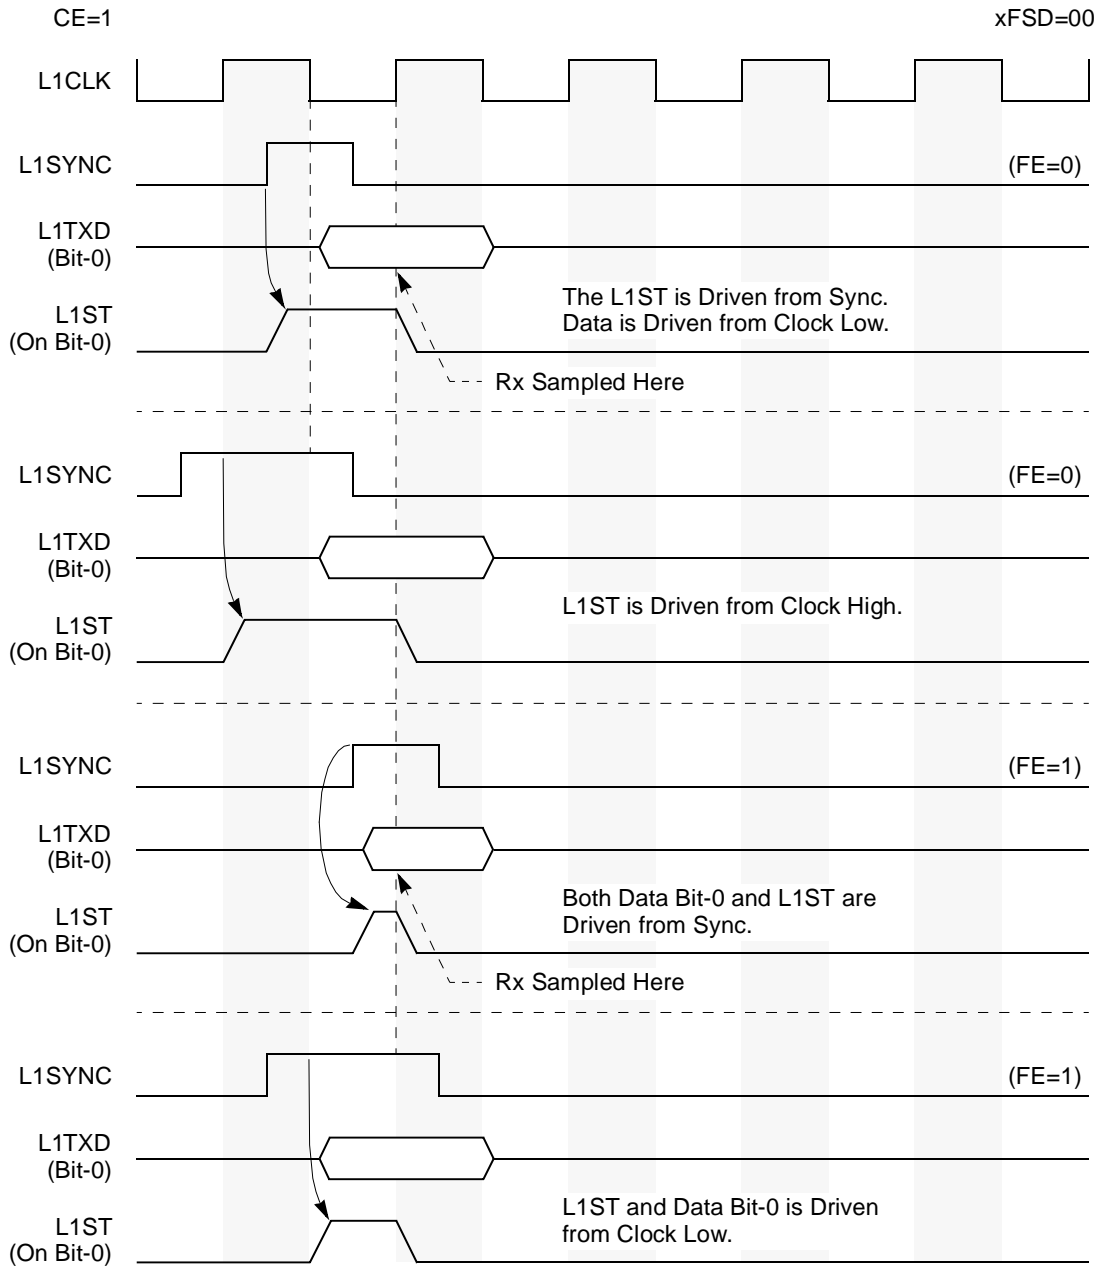 CE=1
xFSD=00
L1CLK
L1SYNC
(FE=0)
L1TXD
(Bit-0)
L1ST
(On Bit-0)
The L1ST is Driven from Sync.
Data is Driven from Clock Low.
Rx Sampled Here
L1SYNC
(FE=0)
L1TXD
(Bit-0)
L1ST
(On Bit-0)
L1ST is Driven from Clock High.
L1SYNC
(FE=1)
L1TXD
(Bit-0)
L1ST
(On Bit-0)
Both Data Bit-0 and L1ST are
Driven from Sync.
Rx Sampled Here
L1SYNC
(FE=1)
L1TXD
(Bit-0)
L1ST
(On Bit-0)
L1ST and Data Bit-0 is Driven
from Clock Low.